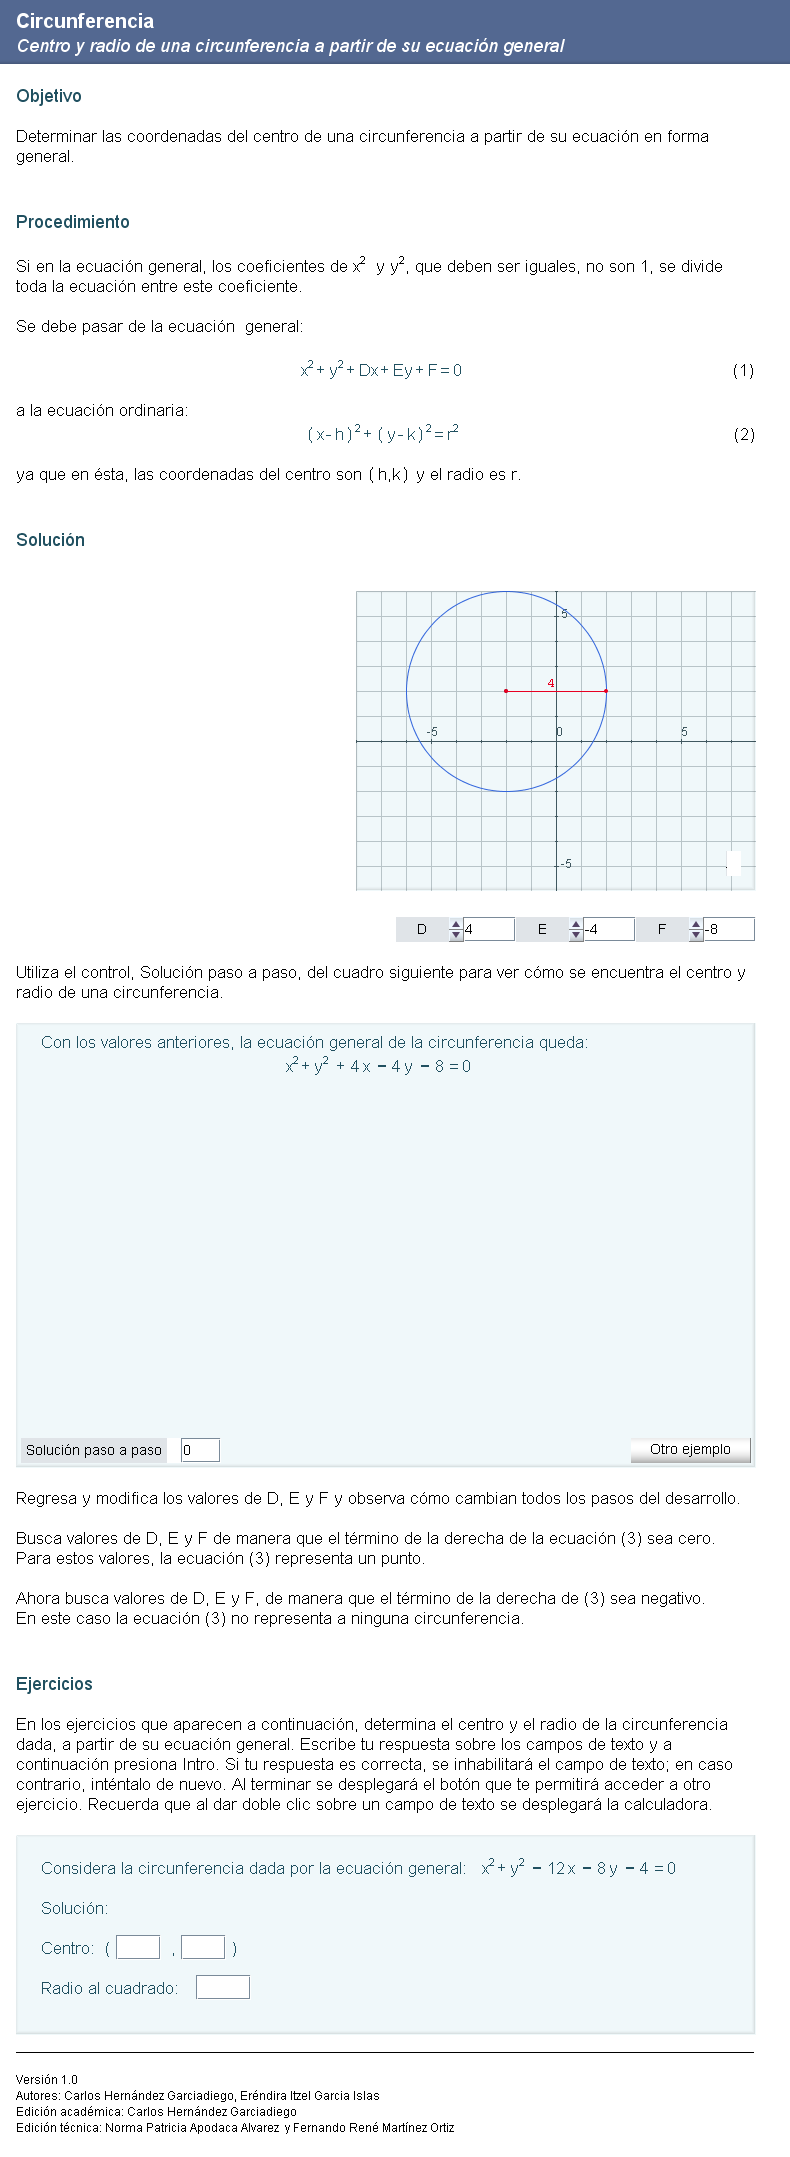 Circunferencia
Centro y radio de una circunferencia a partir de su ecuación general
Objetivo
Determinar las coordenadas del centro de una circunferencia a partir de su ecuación en forma
general.
Procedimiento
Si en la ecuación general, los coeficientes de x² y y², que deben ser iguales, no son 1, se divide
toda la ecuación entre este coeficiente.
Se debe pasar de la ecuación general:
x² + y² + Dx + Ey + F = 0 (1)
a la ecuación ordinaria:
(x - h)² + (y - k)² = r² (2)
ya que en ésta, las coordenadas del centro son (h,k) y el radio es r.
Solución
5
4
-5 0 5
-5
D 4 E -4 F -8
Utiliza el control, Solución paso a paso, del cuadro siguiente para ver cómo se encuentra el centro y
radio de una circunferencia.
Con los valores anteriores, la ecuación general de la circunferencia queda:
x² + y² + 4x − 4y − 8 = 0
Solución paso a paso 0 Otro ejemplo
Regresa y modifica los valores de D, E y F y observa cómo cambian todos los pasos del desarrollo.
Busca valores de D, E y F de manera que el término de la derecha de la ecuación (3) sea cero.
Para estos valores, la ecuación (3) representa un punto.
Ahora busca valores de D, E y F, de manera que el término de la derecha de (3) sea negativo.
En este caso la ecuación (3) no representa a ninguna circunferencia.
Ejercicios
En los ejercicios que aparecen a continuación, determina el centro y el radio de la circunferencia
dada, a partir de su ecuación general. Escribe tu respuesta sobre los campos de texto y a
continuación presiona Intro. Si tu respuesta es correcta, se inhabilitará el campo de texto; en caso
contrario, inténtalo de nuevo. Al terminar se desplegará el botón que te permitirá acceder a otro
ejercicio. Recuerda que al dar doble clic sobre un campo de texto se desplegará la calculadora.
Considera la circunferencia dada por la ecuación general: x² + y² − 12x − 8y − 4 = 0
Solución:
Centro: ( , )
Radio al cuadrado:
Versión 1.0
Autores: Carlos Hernández Garciadiego, Eréndira Itzel Garcia Islas
Edición académica: Carlos Hernández Garciadiego
Edición técnica: Norma Patricia Apodaca Alvarez y Fernando René Martínez Ortiz